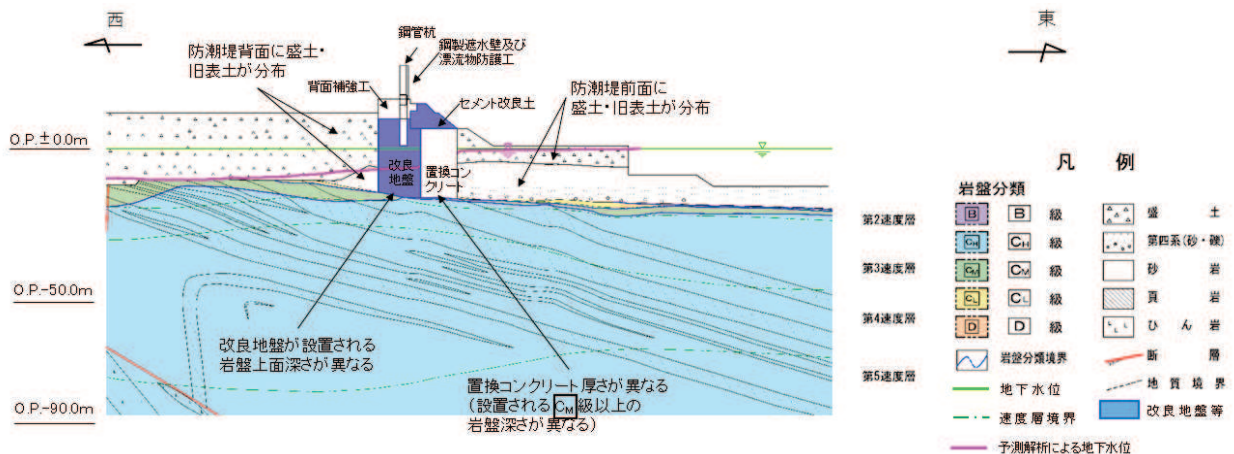 西
東
鋼管杭
鋼製遮水壁及び
漂流物防護工
防潮堤背面に盛土・
旧表土が分布
背面補強工
セメント改良土
防潮堤前面に
盛土・旧表土が分布
O.P.±0.0m
改良
地盤
置換コン
クリート
O.P.-50.0m
O.P.-90.0m
改良地盤が設置される
岩盤上面深さが異なる
置換コンクリート厚さが異なる
(設置されるCM級以上の
岩盤深さが異なる)
第2速度層
第3速度層
第4速度層
第5速度層
凡 例
岩盤分類
B B 級
CH CH 級
CM CM 級
CL CL 級
D D 級
岩盤分類境界
地下水位
速度層境界
予測解析による地下水位
盛 土
第四系(砂・礫)
砂 岩
頁 岩
ひ ん 岩
断 層
地質境界
改良地盤等